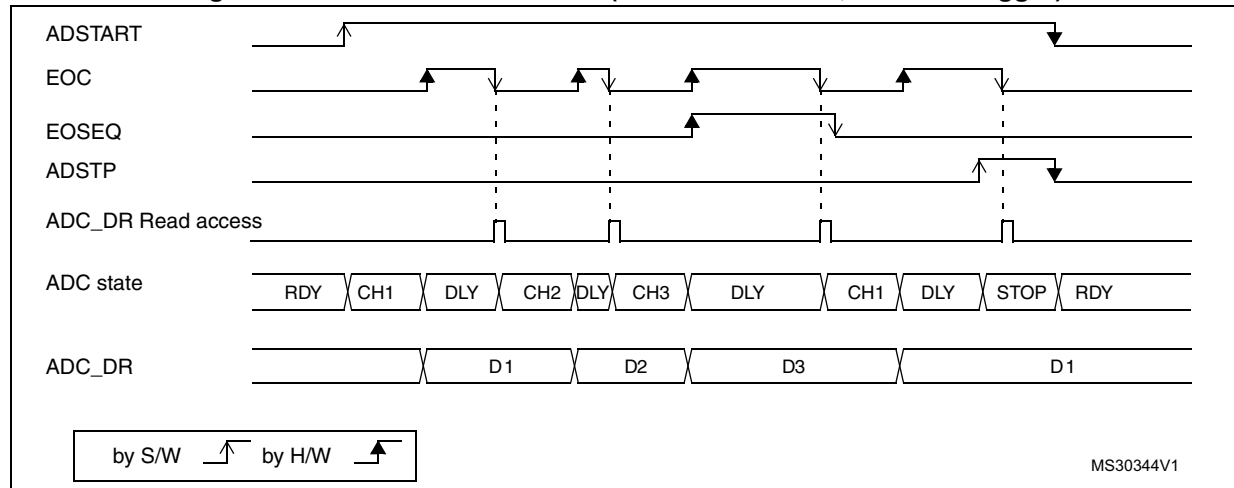 ADSTART
EOC
EOSEQ
ADSTP
ADC_DR Read access
ADC state RDY CH1 DLY CH2 DLY CH3 DLY CH1 DLY STOP RDY
ADC_DR D1 D2 D3 D1
by S/W by H/W
MS30344V1